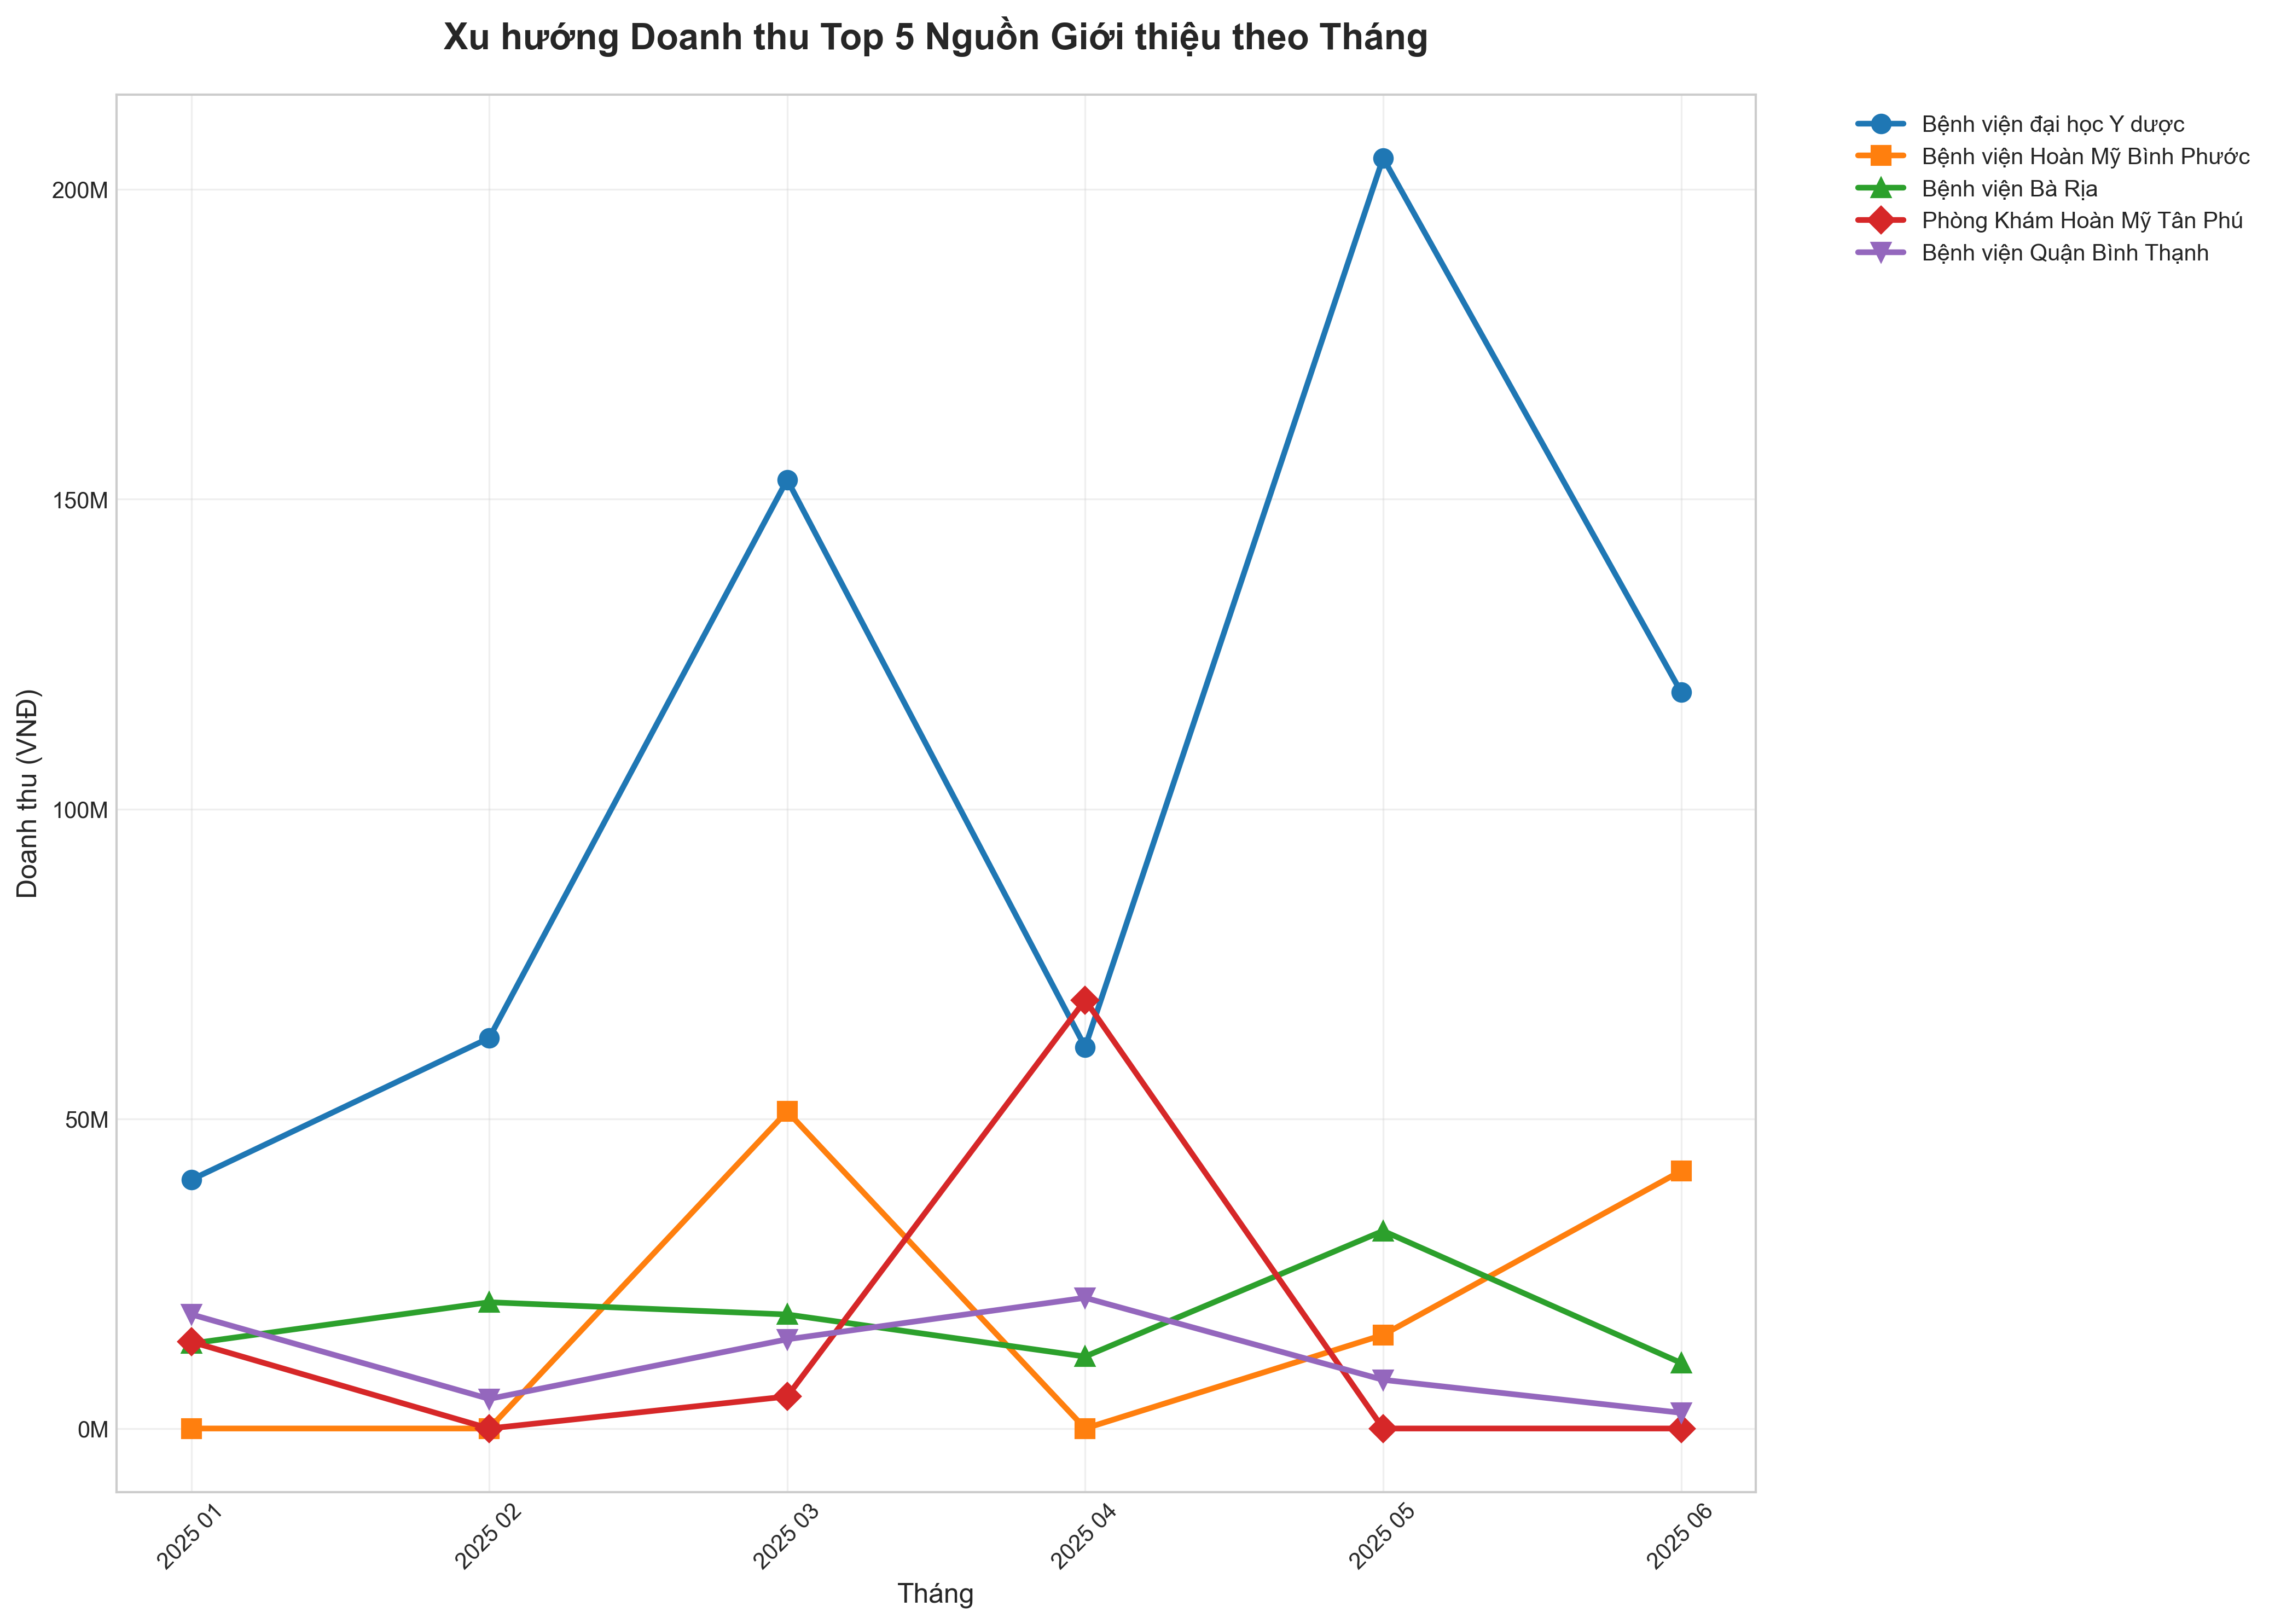 Xu hướng Doanh thu Top 5 Nguồn Giới thiệu theo Tháng
Bệnh viện đại học Y dược
Bệnh viện Hoàn Mỹ Bình Phước
Bệnh viện Bà Rịa
Phòng Khám Hoàn Mỹ Tân Phú
Bệnh viện Quận Bình Thạnh
Doanh thu (VNĐ)
200M
150M
100M
50M
0M
2025 01
2025 02
2025 03
2025 04
2025 05
2025 06
Tháng